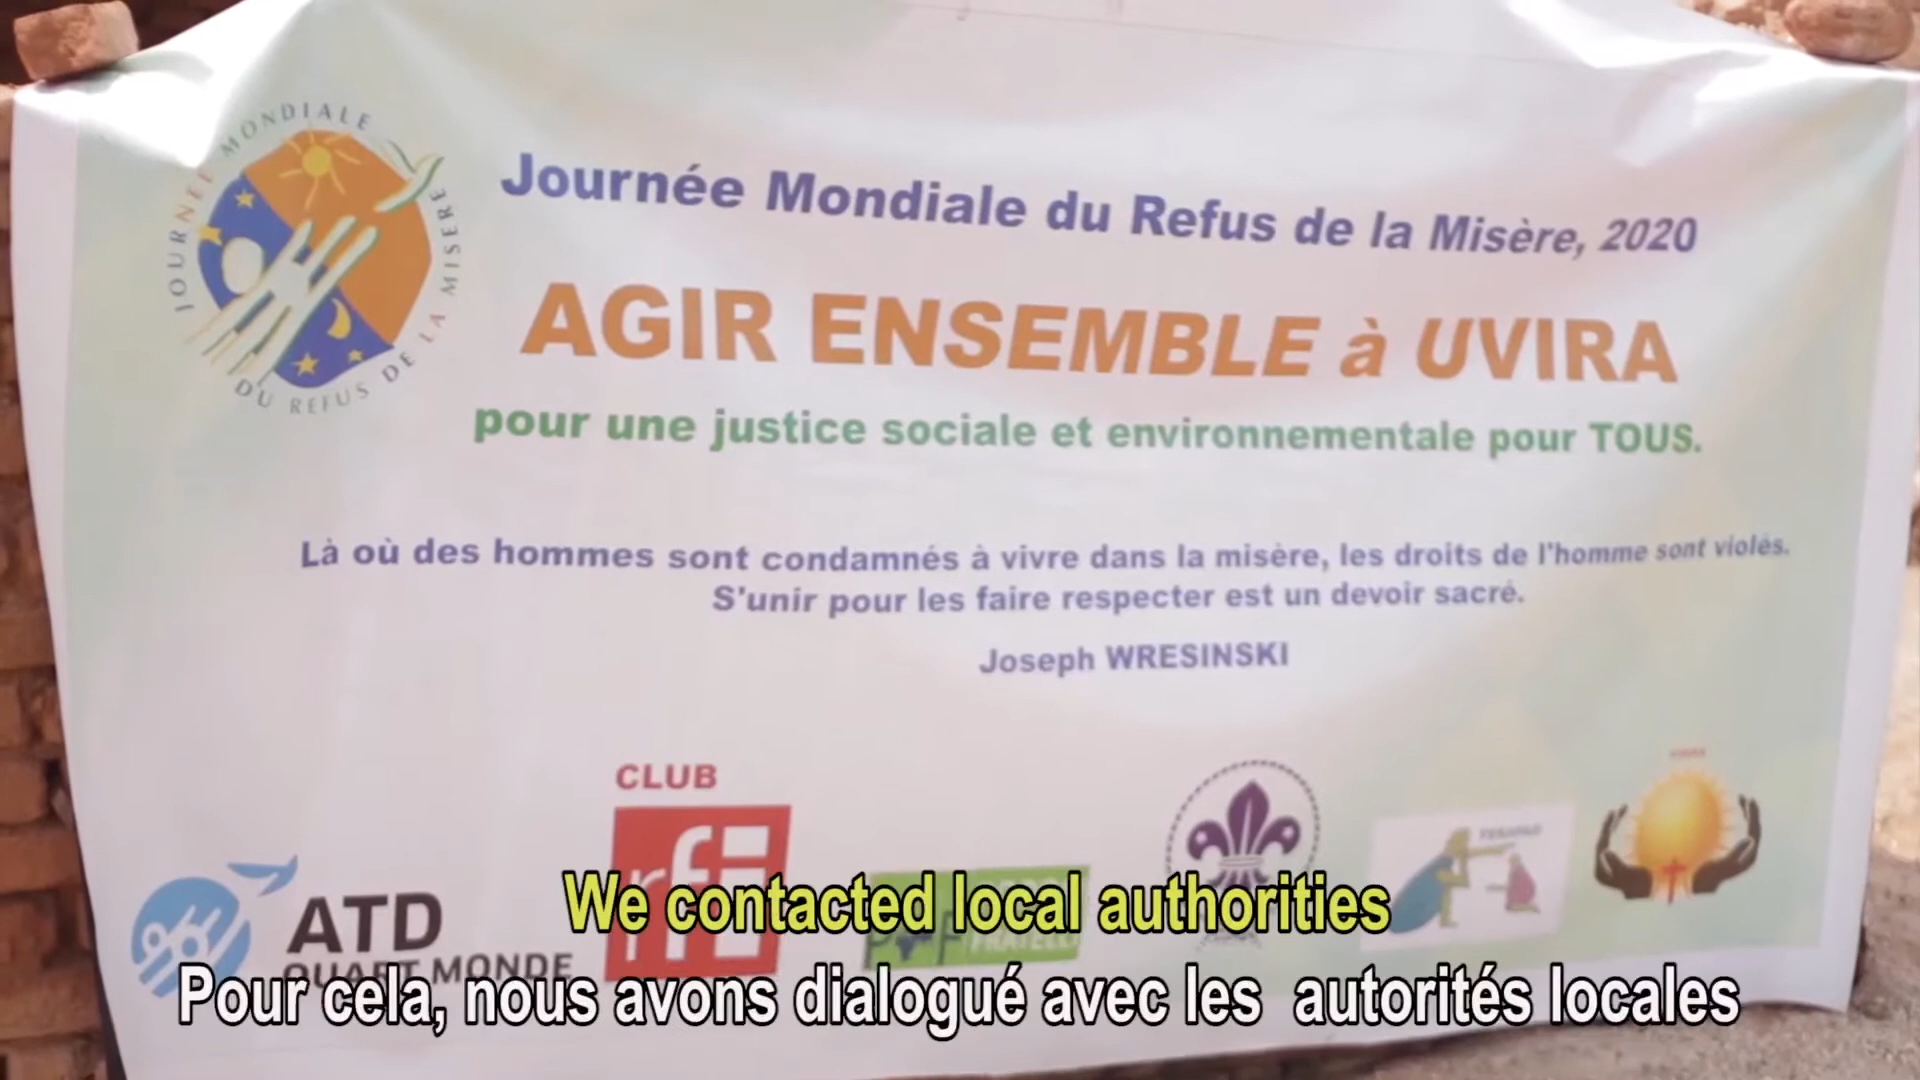 JOURNÉE MONDIALE DU REFUS DE LA MISÈRE
Journée Mondiale du Refus de la Misère, 2020
AGIR ENSEMBLE à UVIRA
pour une justice sociale et environnementale pour TOUS.
Là où des hommes sont condamnés à vivre dans la misère, les droits de l'homme sont violés.
S'unir pour les faire respecter est un devoir sacré.
Joseph WRESINSKI
CLUB
rfi
ATD
QUART MONDE
We contacted local authorities
Pour cela, nous avons dialogué avec les autorités locales